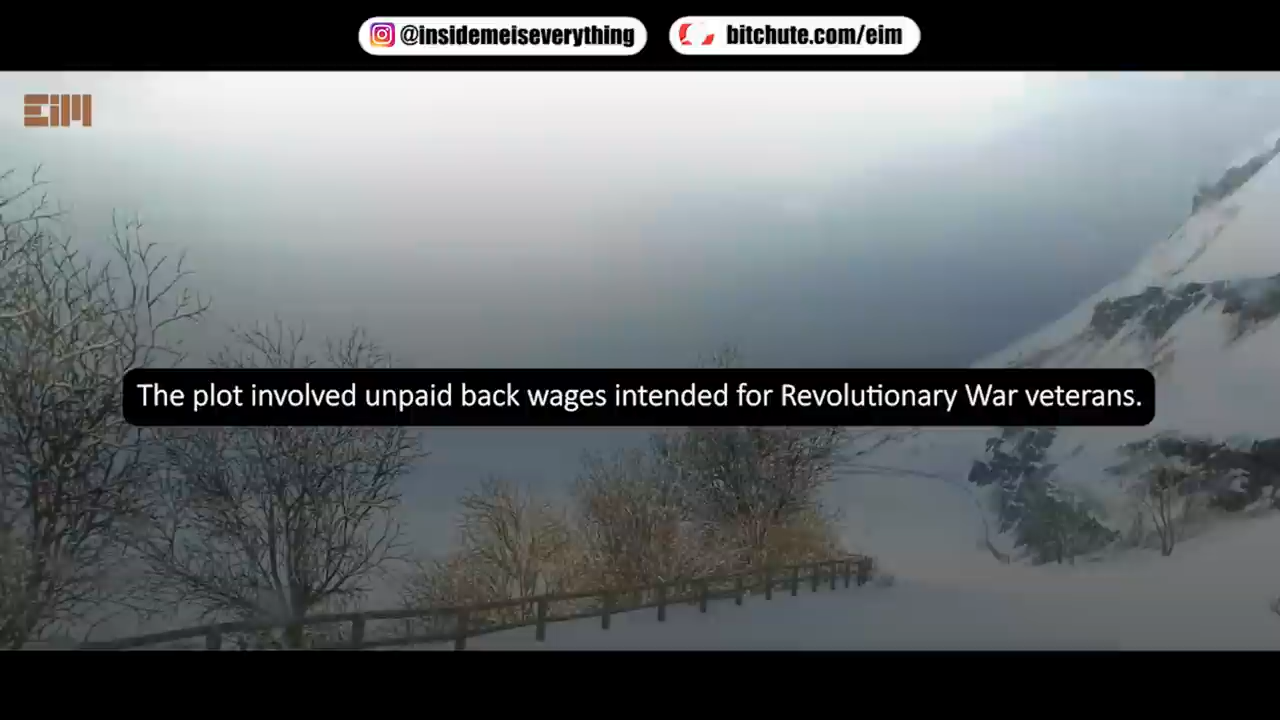 @insidemeiseverything
bitchute.com/eim
EiM
The plot involved unpaid back wages intended for Revolutionary War veterans.